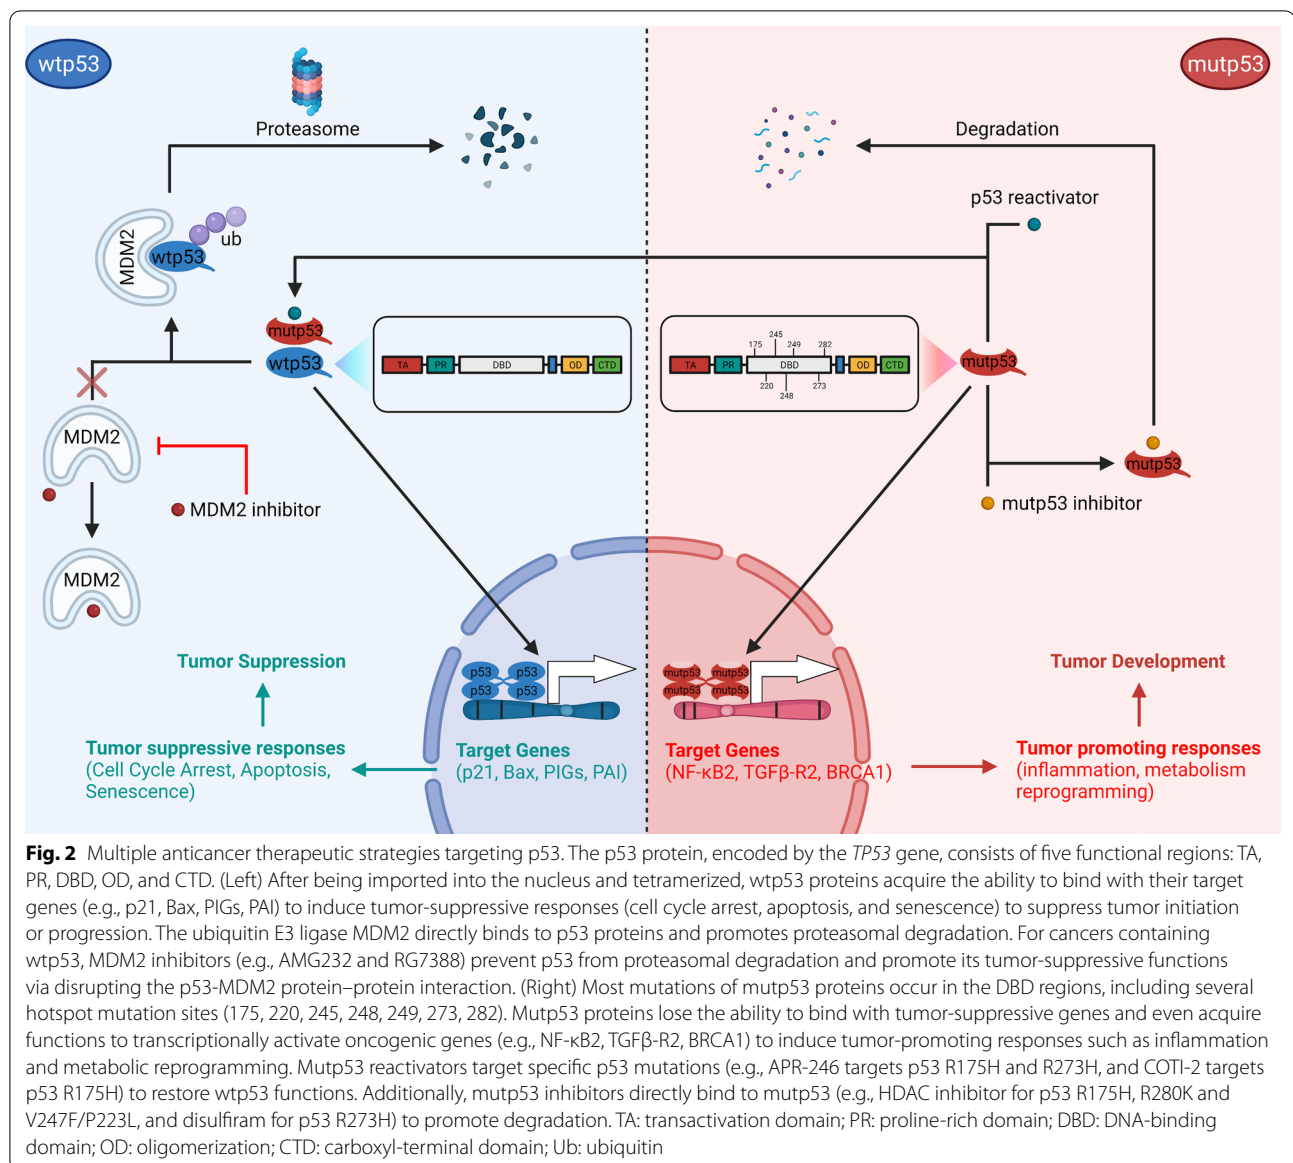 wtp53
mutp53
Proteasome
Degradation
p53 reactivator
MDM2
wtp53
ub
mutp53
wtp53
TA
PR
DBD
OD
CTD
175
245
249
282
TA
PR
DBD
OD
CTD
220
248
273
mutp53
MDM2
MDM2 inhibitor
mutp53
mutp53 inhibitor
MDM2
Tumor Suppression
Tumor suppressive responses
(Cell Cycle Arrest, Apoptosis,
Senescence)
p53 p53
p53 p53
Target Genes
(p21, Bax, PIGs, PAI)
mutp53 mutp53
mutp53 mutp53
Target Genes
(NF-κB2, TGFβ-R2, BRCA1)
Tumor Development
Tumor promoting responses
(inflammation, metabolism
reprogramming)
Fig. 2 Multiple anticancer therapeutic strategies targeting p53. The p53 protein, encoded by the TP53 gene, consists of five functional regions: TA,
PR, DBD, OD, and CTD. (Left) After being imported into the nucleus and tetramerized, wtp53 proteins acquire the ability to bind with their target
genes (e.g., p21, Bax, PIGs, PAI) to induce tumor-suppressive responses (cell cycle arrest, apoptosis, and senescence) to suppress tumor initiation
or progression. The ubiquitin E3 ligase MDM2 directly binds to p53 proteins and promotes proteasomal degradation. For cancers containing
wtp53, MDM2 inhibitors (e.g., AMG232 and RG7388) prevent p53 from proteasomal degradation and promote its tumor-suppressive functions
via disrupting the p53-MDM2 protein–protein interaction. (Right) Most mutations of mutp53 proteins occur in the DBD regions, including several
hotspot mutation sites (175, 220, 245, 248, 249, 273, 282). Mutp53 proteins lose the ability to bind with tumor-suppressive genes and even acquire
functions to transcriptionally activate oncogenic genes (e.g., NF-κB2, TGFβ-R2, BRCA1) to induce tumor-promoting responses such as inflammation
and metabolic reprogramming. Mutp53 reactivators target specific p53 mutations (e.g., APR-246 targets p53 R175H and R273H, and COTI-2 targets
p53 R175H) to restore wtp53 functions. Additionally, mutp53 inhibitors directly bind to mutp53 (e.g., HDAC inhibitor for p53 R175H, R280K and
V247F/P223L, and disulfiram for p53 R273H) to promote degradation. TA: transactivation domain; PR: proline-rich domain; DBD: DNA-binding
domain; OD: oligomerization; CTD: carboxyl-terminal domain; Ub: ubiquitin